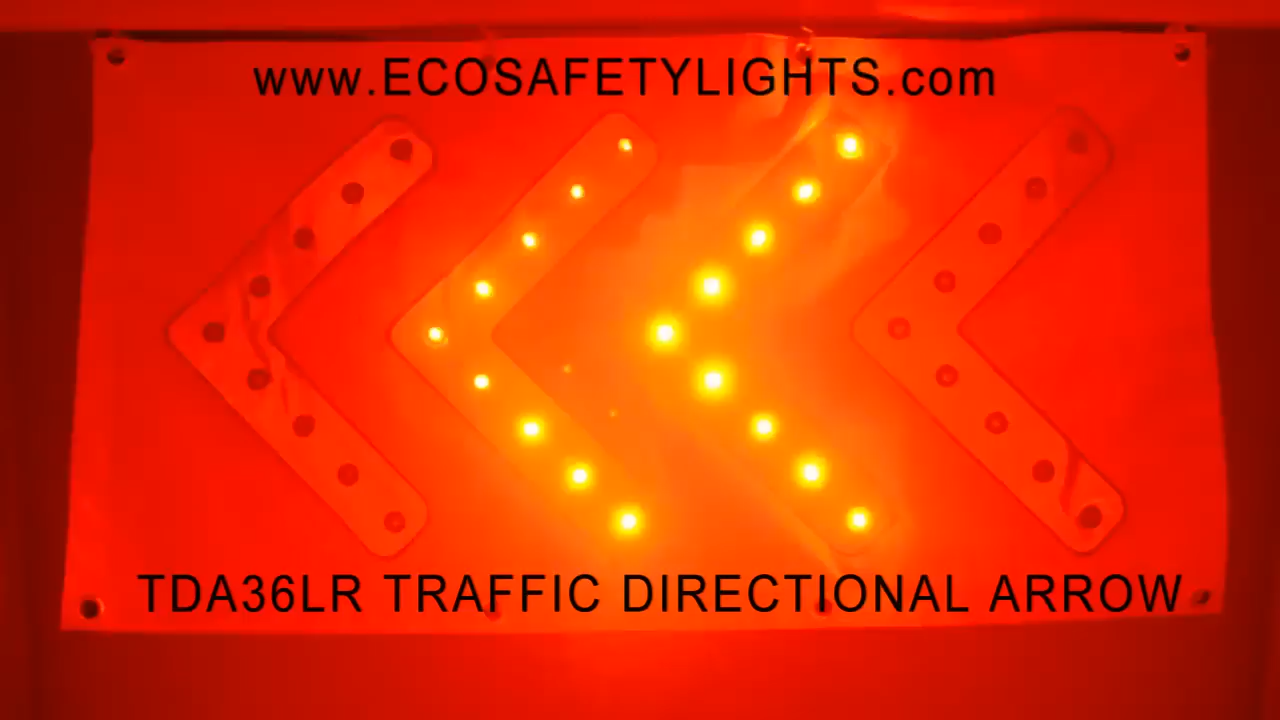 www.ECOSAFETYLIGHTS.com
TDA36LR TRAFFIC DIRECTIONAL ARROW